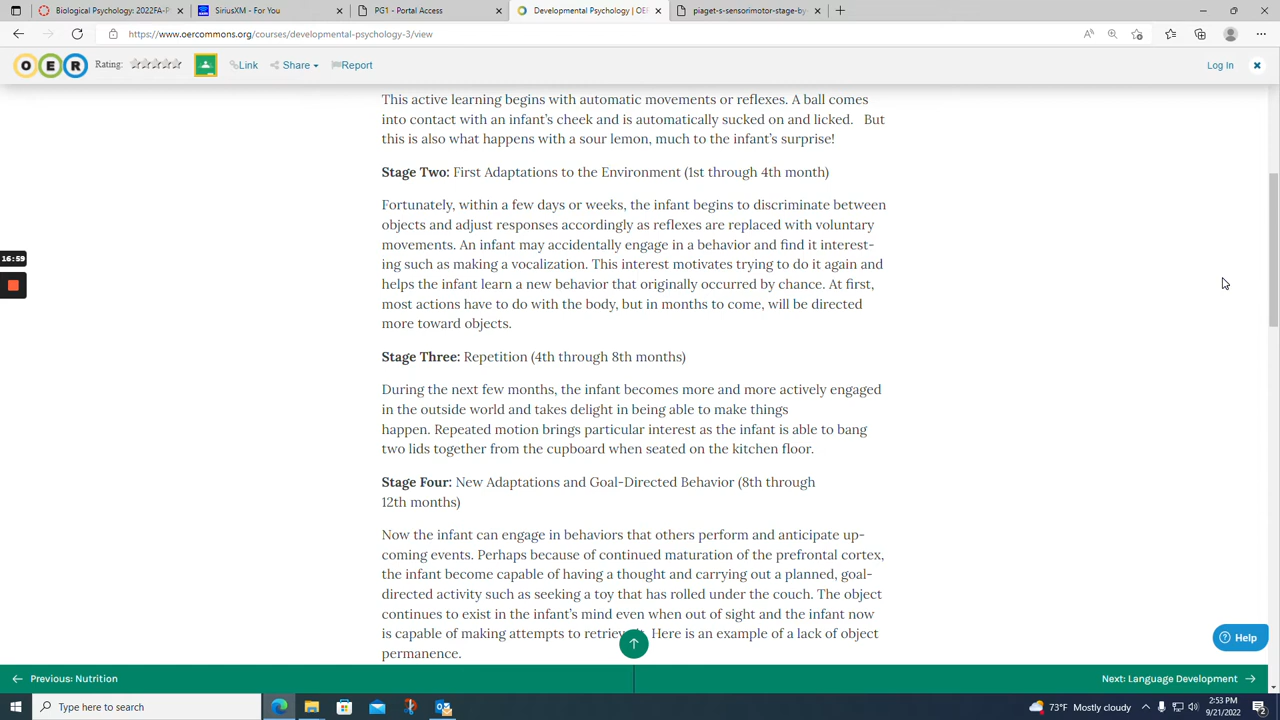 Biological Psychology: 2022FA-P
SiriusXM - For You
PG1 - Portal Access
Developmental Psychology | OER
piaget-s-sensorimotor-stage-by-
https://www.oercommons.org/courses/developmental-psychology-3/view
OER
Rating:
Link
Share
Report
Log In
This active learning begins with automatic movements or reflexes. A ball comes
into contact with an infant's cheek and is automatically sucked on and licked. But
this is also what happens with a sour lemon, much to the infant's surprise!
Stage Two: First Adaptations to the Environment (1st through 4th month)
Fortunately, within a few days or weeks, the infant begins to discriminate between
objects and adjust responses accordingly as reflexes are replaced with voluntary
movements. An infant may accidentally engage in a behavior and find it interest-
ing such as making a vocalization. This interest motivates trying to do it again and
helps the infant learn a new behavior that originally occurred by chance. At first,
most actions have to do with the body, but in months to come, will be directed
more toward objects.
16:59
Stage Three: Repetition (4th through 8th months)
During the next few months, the infant becomes more and more actively engaged
in the outside world and takes delight in being able to make things
happen. Repeated motion brings particular interest as the infant is able to bang
two lids together from the cupboard when seated on the kitchen floor.
Stage Four: New Adaptations and Goal-Directed Behavior (8th through
12th months)
Now the infant can engage in behaviors that others perform and anticipate up-
coming events. Perhaps because of continued maturation of the prefrontal cortex,
the infant become capable of having a thought and carrying out a planned, goal-
directed activity such as seeking a toy that has rolled under the couch. The object
continues to exist in the infant's mind even when out of sight and the infant now
is capable of making attempts to retrieve Here is an example of a lack of object
permanence.
Help
Previous: Nutrition
Next: Language Development
Type here to search
73°F Mostly cloudy
2:53 PM
9/21/2022
2